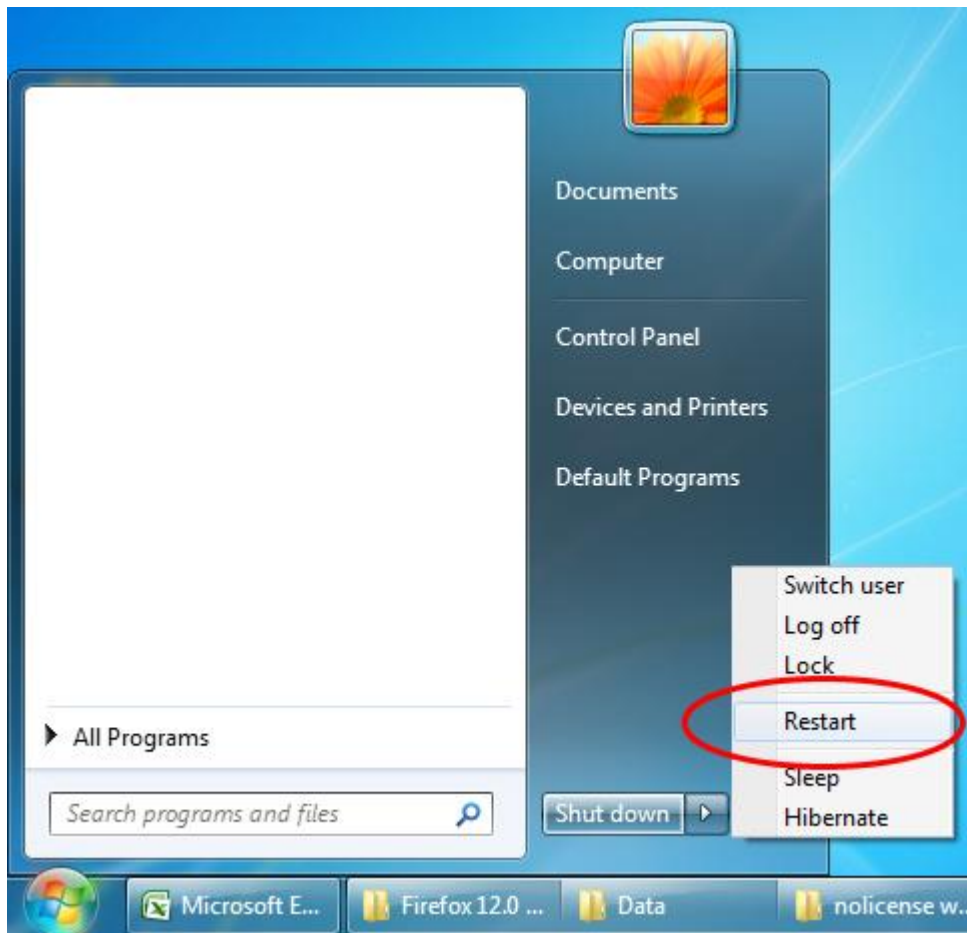 Documents
Computer
Control Panel
Devices and Printers
Default Programs
Switch user
Log off
Lock
Restart
Sleep
Hibernate
All Programs
Search programs and files
Shut down
Microsoft E...
Firefox 12.0 ...
Data
nolicense w..